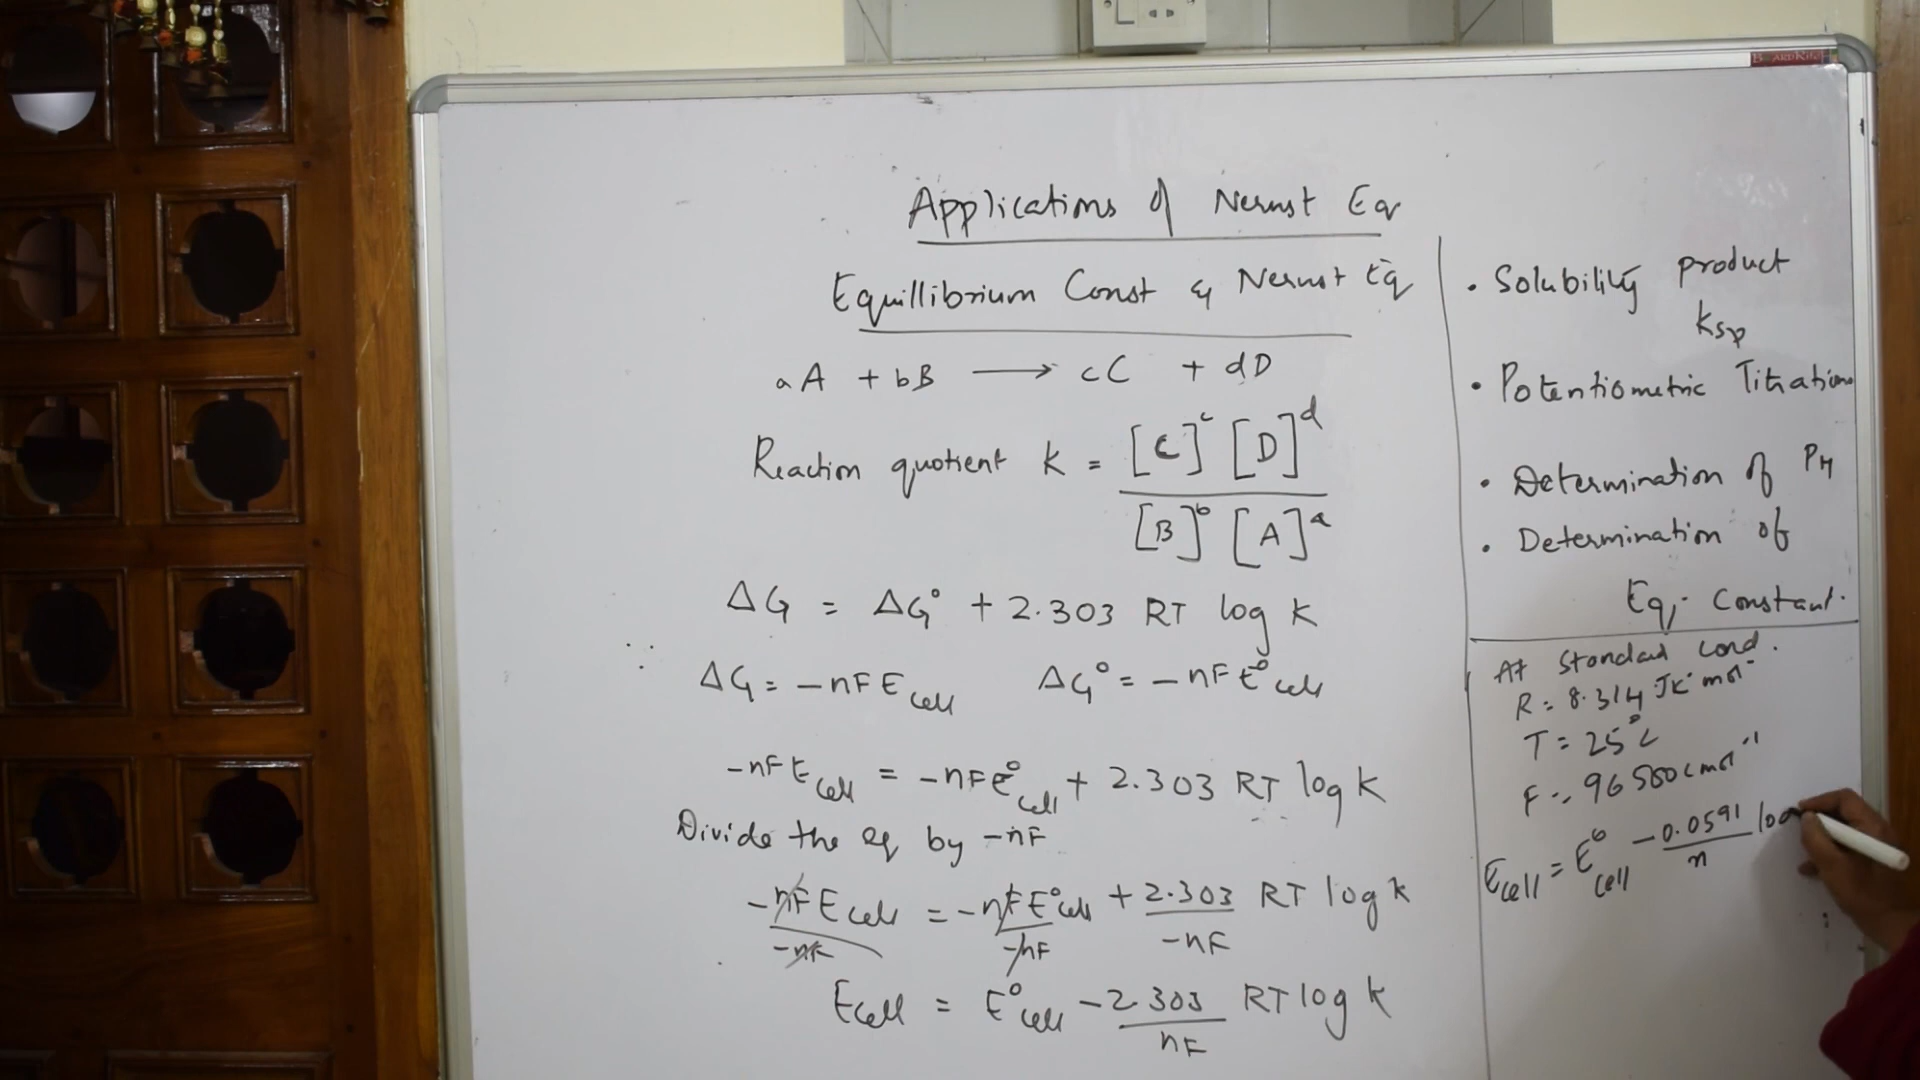 Applications of Nernst Eq
Equillibrium Const & Nernst Eq
aA + bB ⟶ cC + dD
Reaction quotient k = [C]^c [D]^d / [B]^b [A]^a
ΔG = ΔG° + 2.303 RT log k
∵ ΔG = -nFE cell ΔG° = -nFE° cell
-nFE cell = -nFE° cell + 2.303 RT log k
Divide the eq by -nF
-nFE cell / -nF = -nFE° cell / -nF + 2.303 / -nF RT log k
E cell = E° cell - 2.303 / nF RT log k
• Solubility product
Ksp
• Potentiometric Titrations
• Determination of PH
• Determination of
Eq. Constant.
At Standard Cond.
R = 8.314 JK⁻ mol⁻
T = 25°C
F = 96500 C mol⁻¹
E cell = E° cell - 0.0591 / n log